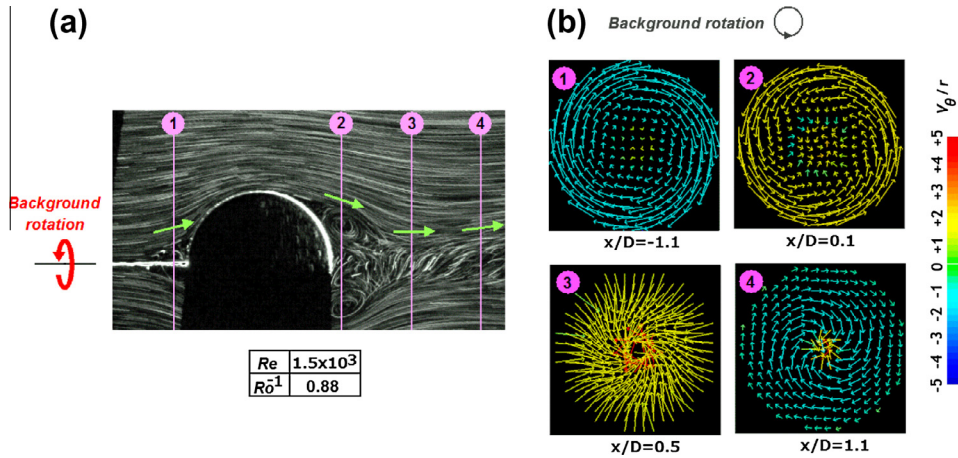 (a)
1
2
3
4
Background
rotation
Re 1.5x10³
Ro⁻¹ 0.88
(b)
Background rotation
1
2
x/D=-1.1
x/D=0.1
3
4
x/D=0.5
x/D=1.1
V_θ/r
-5 -4 -3 -2 -1 0 +1 +2 +3 +4 +5